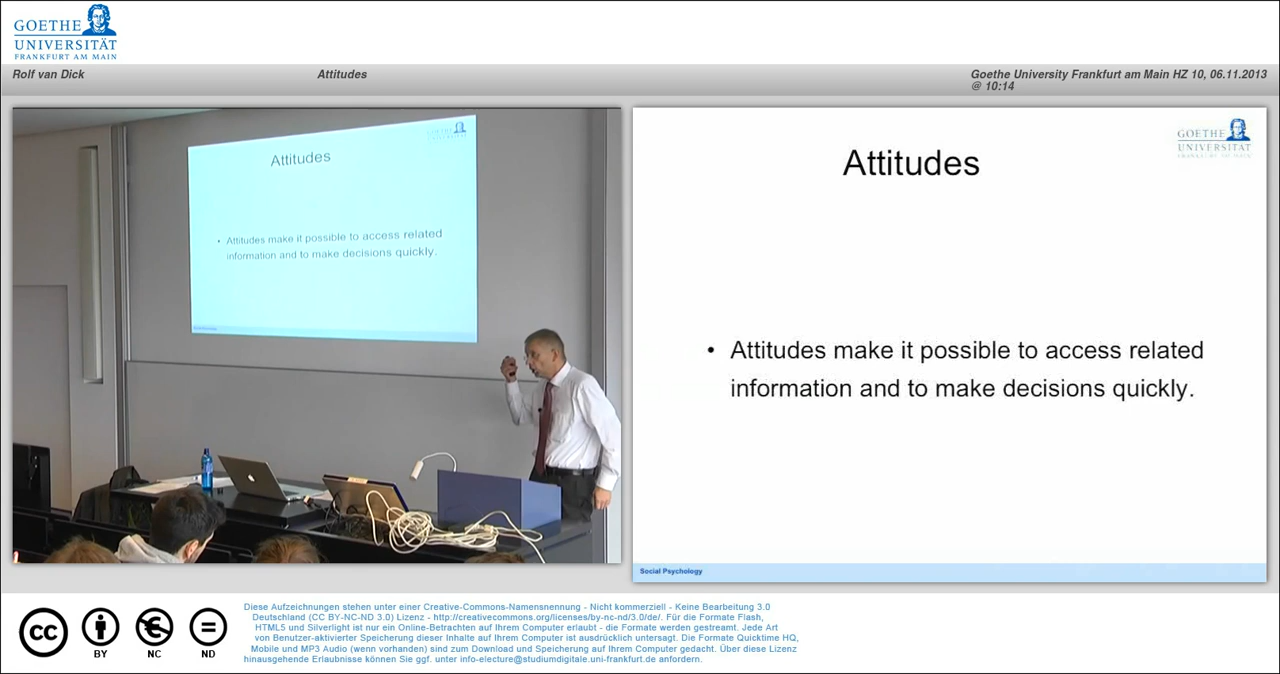 GOETHE
UNIVERSITÄT
FRANKFURT AM MAIN
Rolf van Dick
Attitudes
Goethe University Frankfurt am Main HZ 10, 06.11.2013
@ 10:14
GOETHE
UNIVERSITÄT
Attitudes
• Attitudes make it possible to access related
information and to make decisions quickly.
GOETHE
UNIVERSITÄT
FRANKFURT AM MAIN
Attitudes
• Attitudes make it possible to access related
information and to make decisions quickly.
Social Psychology
cc
BY
NC
ND
Diese Aufzeichnungen stehen unter einer Creative-Commons-Namensnennung - Nicht kommerziell - Keine Bearbeitung 3.0
Deutschland (CC BY-NC-ND 3.0) Lizenz - http://creativecommons.org/licenses/by-nc-nd/3.0/de/. Für die Formate Flash,
HTML5 und Silverlight ist nur ein Online-Betrachten auf Ihrem Computer erlaubt - die Formate werden gestreamt. Jede Art
von Benutzer-aktivierter Speicherung dieser Inhalte auf Ihrem Computer ist ausdrücklich untersagt. Die Formate Quicktime HQ,
Mobile und MP3 Audio (wenn vorhanden) sind zum Download und Speicherung auf Ihrem Computer gedacht. Über diese Lizenz
hinausgehende Erlaubnisse können Sie ggf. unter info-electure@studiumdigitale.uni-frankfurt.de anfordern.